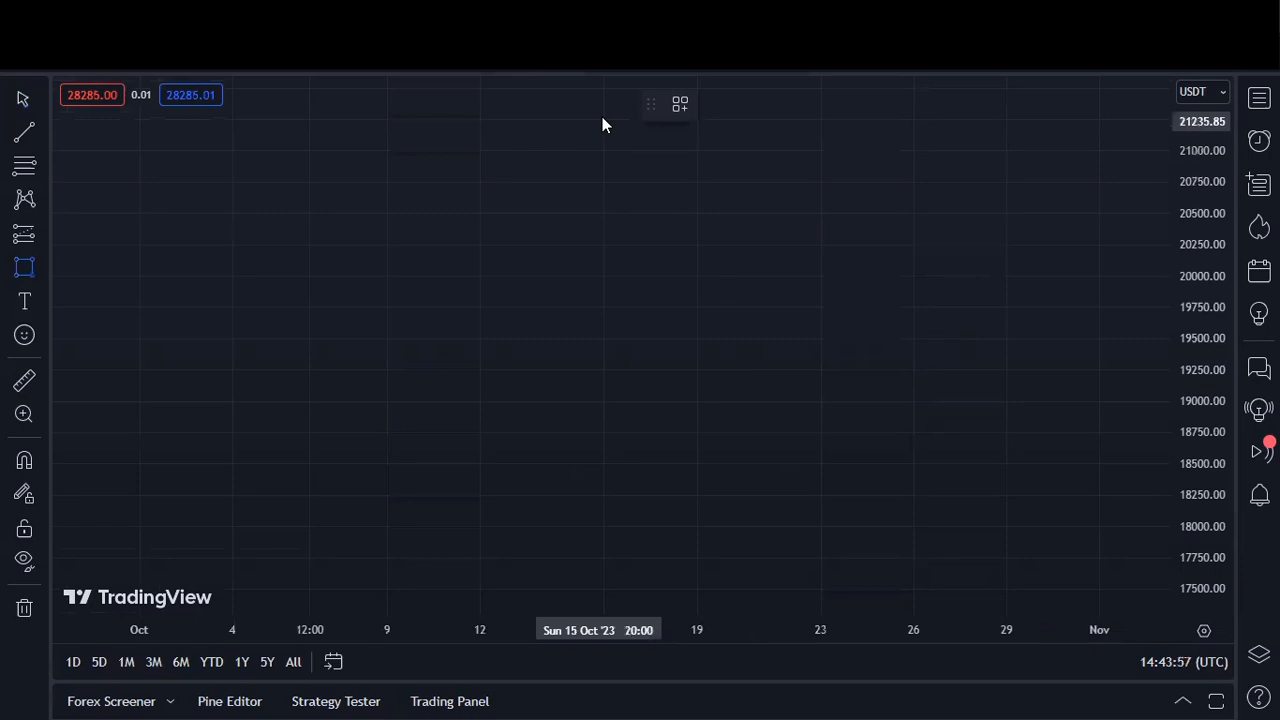 28285.00 0.01 28285.01
USDT
21235.85
21000.00
20750.00
20500.00
20250.00
20000.00
19750.00
19500.00
19250.00
19000.00
18750.00
18500.00
18250.00
18000.00
17750.00
17500.00
TradingView
Oct 4 12:00 9 12 Sun 15 Oct '23 20:00 19 23 26 29 Nov
1D 5D 1M 3M 6M YTD 1Y 5Y All 14:43:57 (UTC)
Forex Screener Pine Editor Strategy Tester Trading Panel